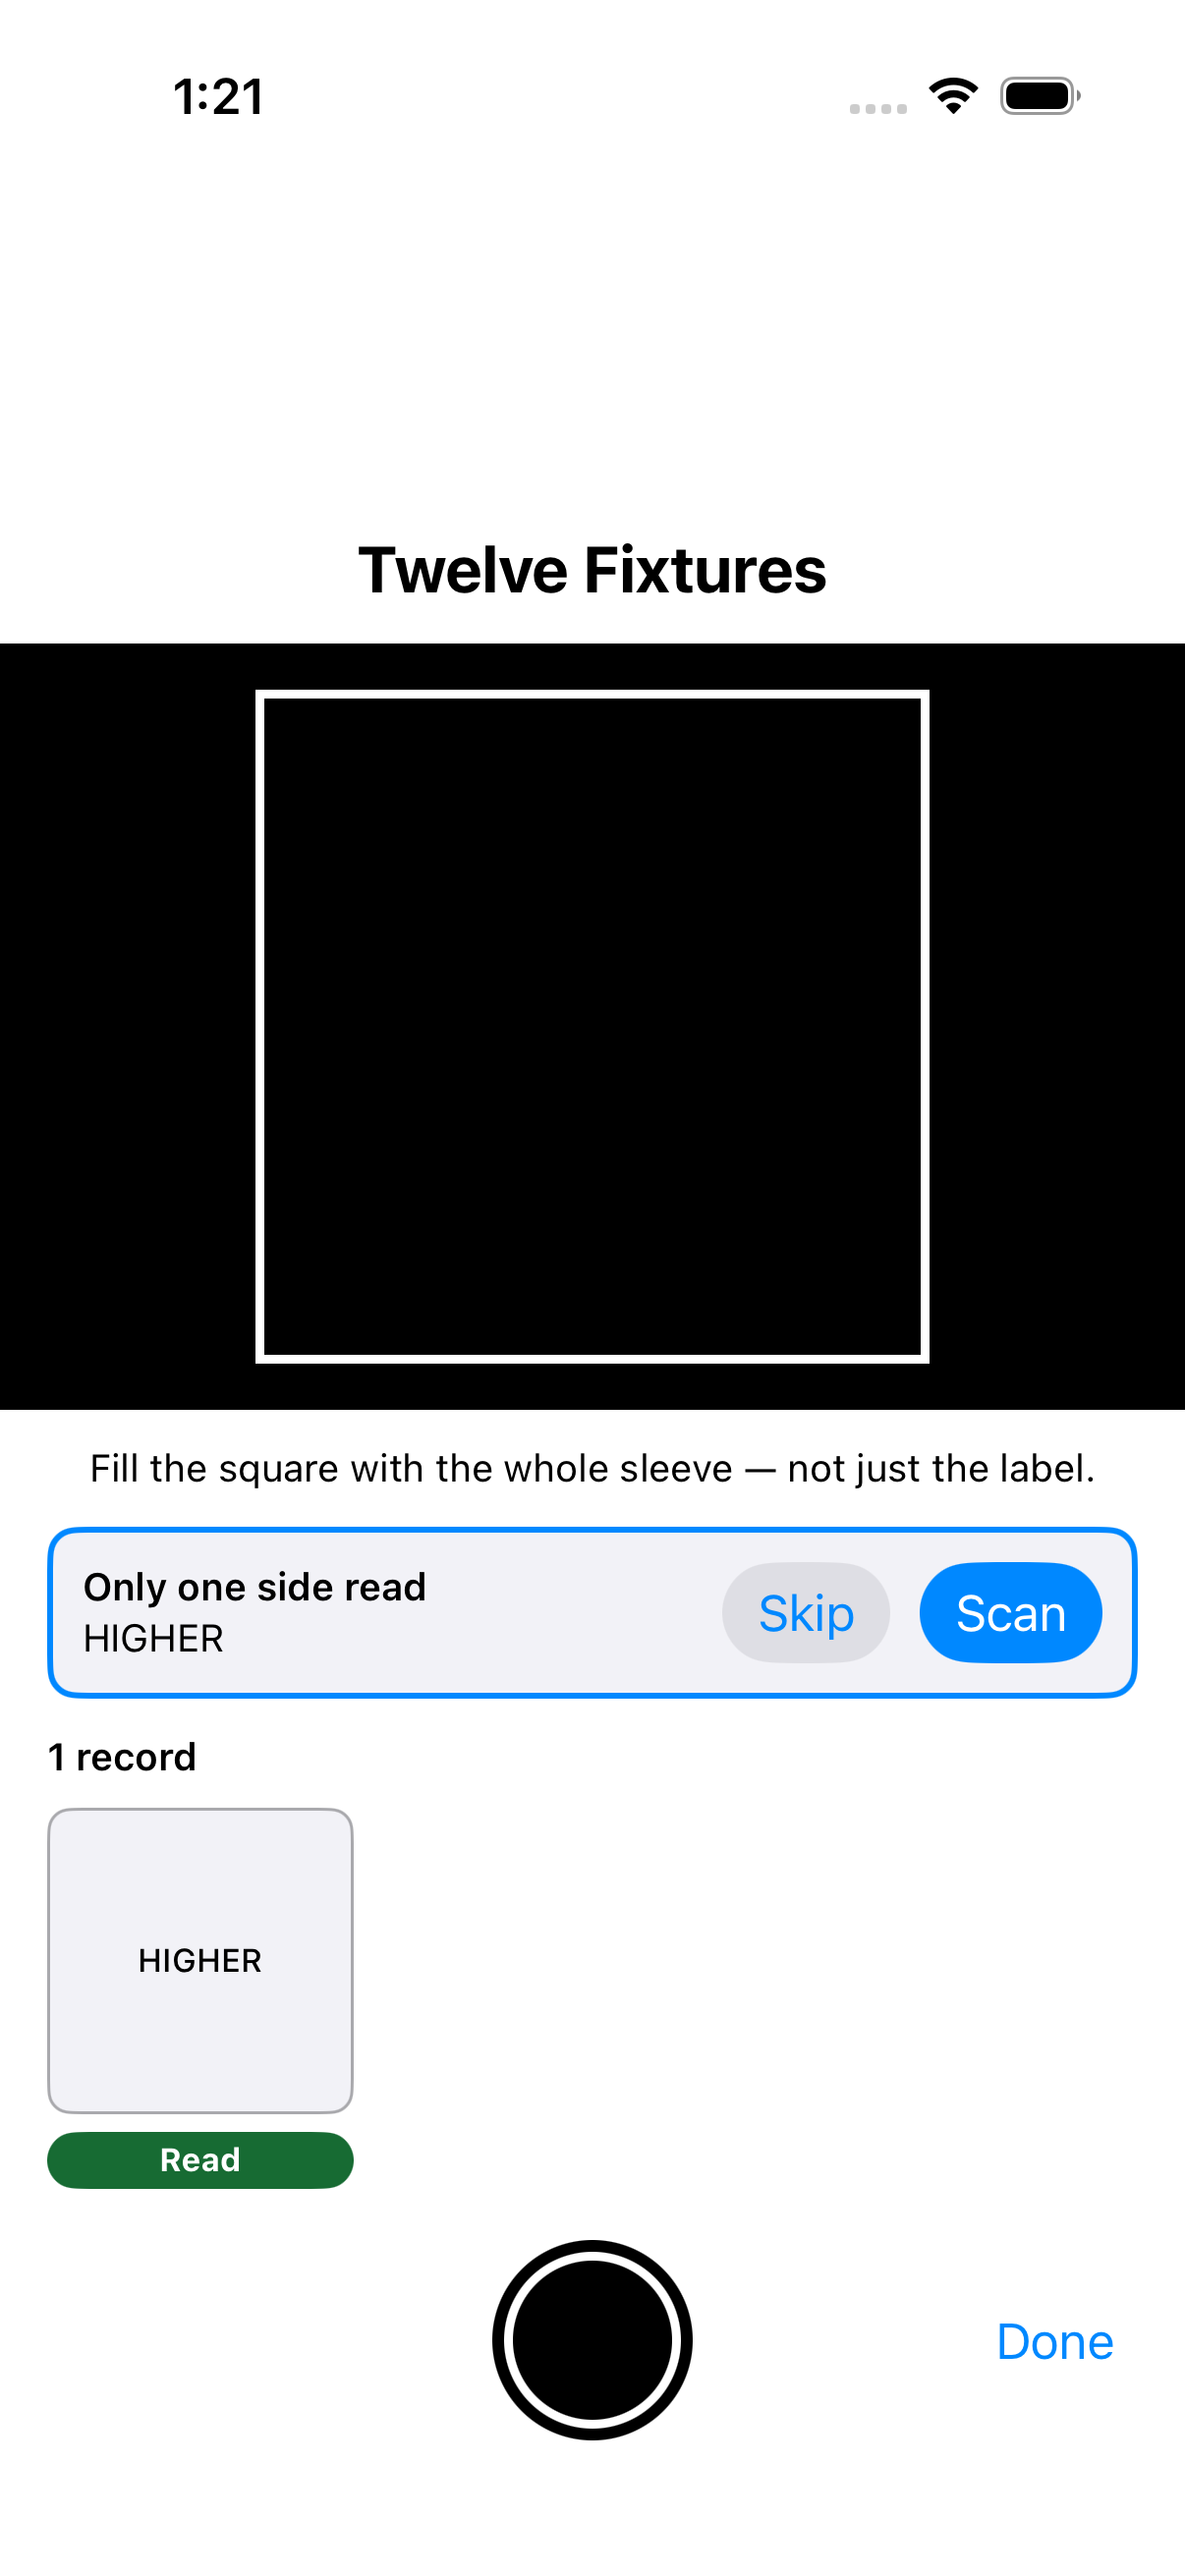 1:21
Twelve Fixtures
Fill the square with the whole sleeve — not just the label.
Only one side read
HIGHER
Skip
Scan
1 record
HIGHER
Read
Done